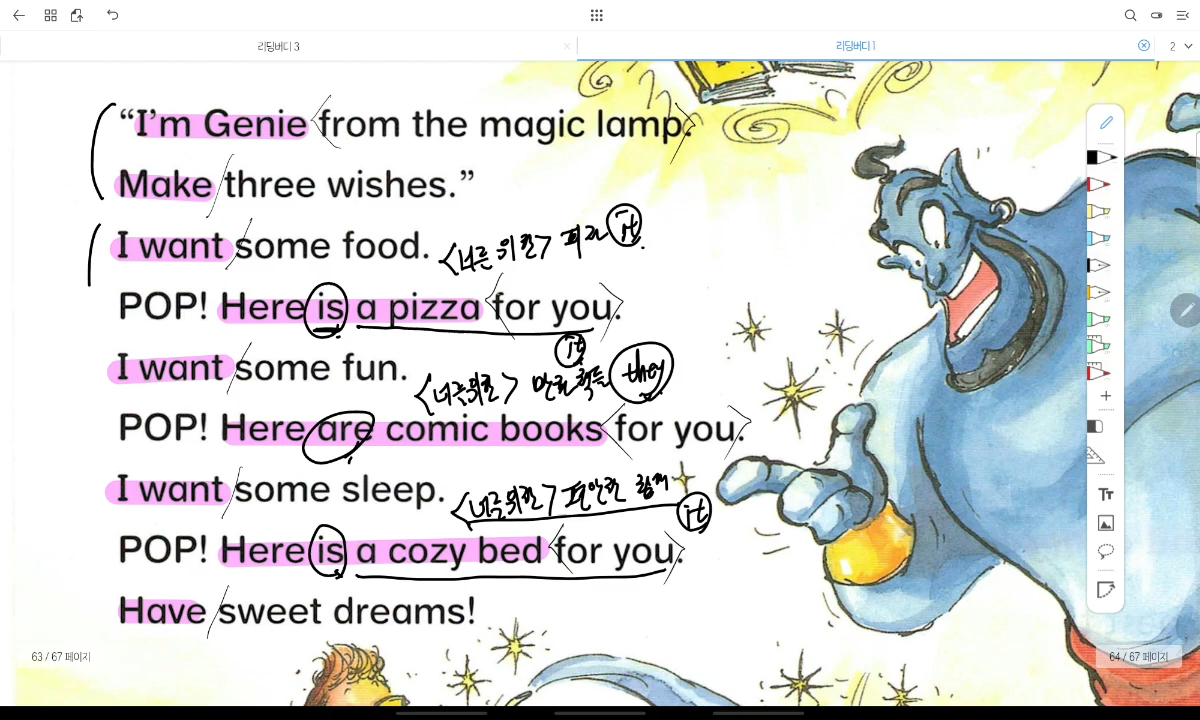 리딩버디 3
리딩버디 1
2
“I’m Genie from the magic lamp.
Make three wishes.”
I want some food.
<너를 위한> 피자 it
POP! Here is a pizza for you.
it
I want some fun.
<너를 위한> 만화책들 they
POP! Here are comic books for you.
I want some sleep.
<너를 위한> 편안한 침대
it
POP! Here is a cozy bed for you.
Have sweet dreams!
63 / 67 페이지
64 / 67 페이지
Tт